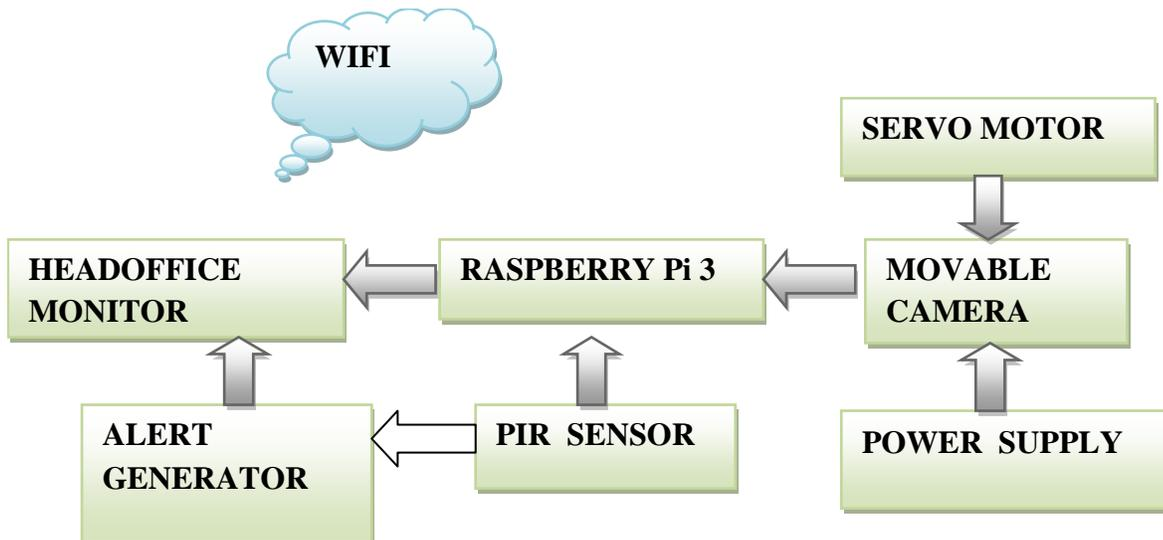 WIFI
SERVO MOTOR
HEADOFFICE
MONITOR
RASPBERRY Pi 3
MOVABLE
CAMERA
ALERT
GENERATOR
PIR SENSOR
POWER SUPPLY